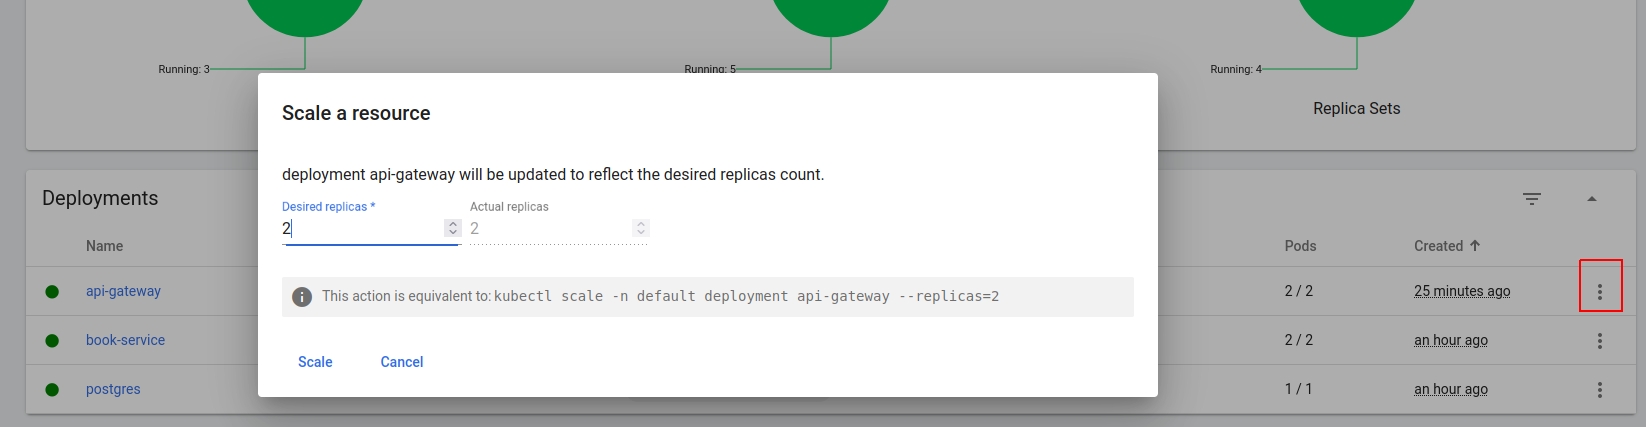 Running: 3
Running: 5
Running: 4
Replica Sets
Scale a resource
deployment api-gateway will be updated to reflect the desired replicas count.
Desired replicas * Actual replicas
2 2
This action is equivalent to: kubectl scale -n default deployment api-gateway --replicas=2
Scale Cancel
Deployments
Name Pods Created
api-gateway 2 / 2 25 minutes ago
book-service 2 / 2 an hour ago
postgres 1 / 1 an hour ago